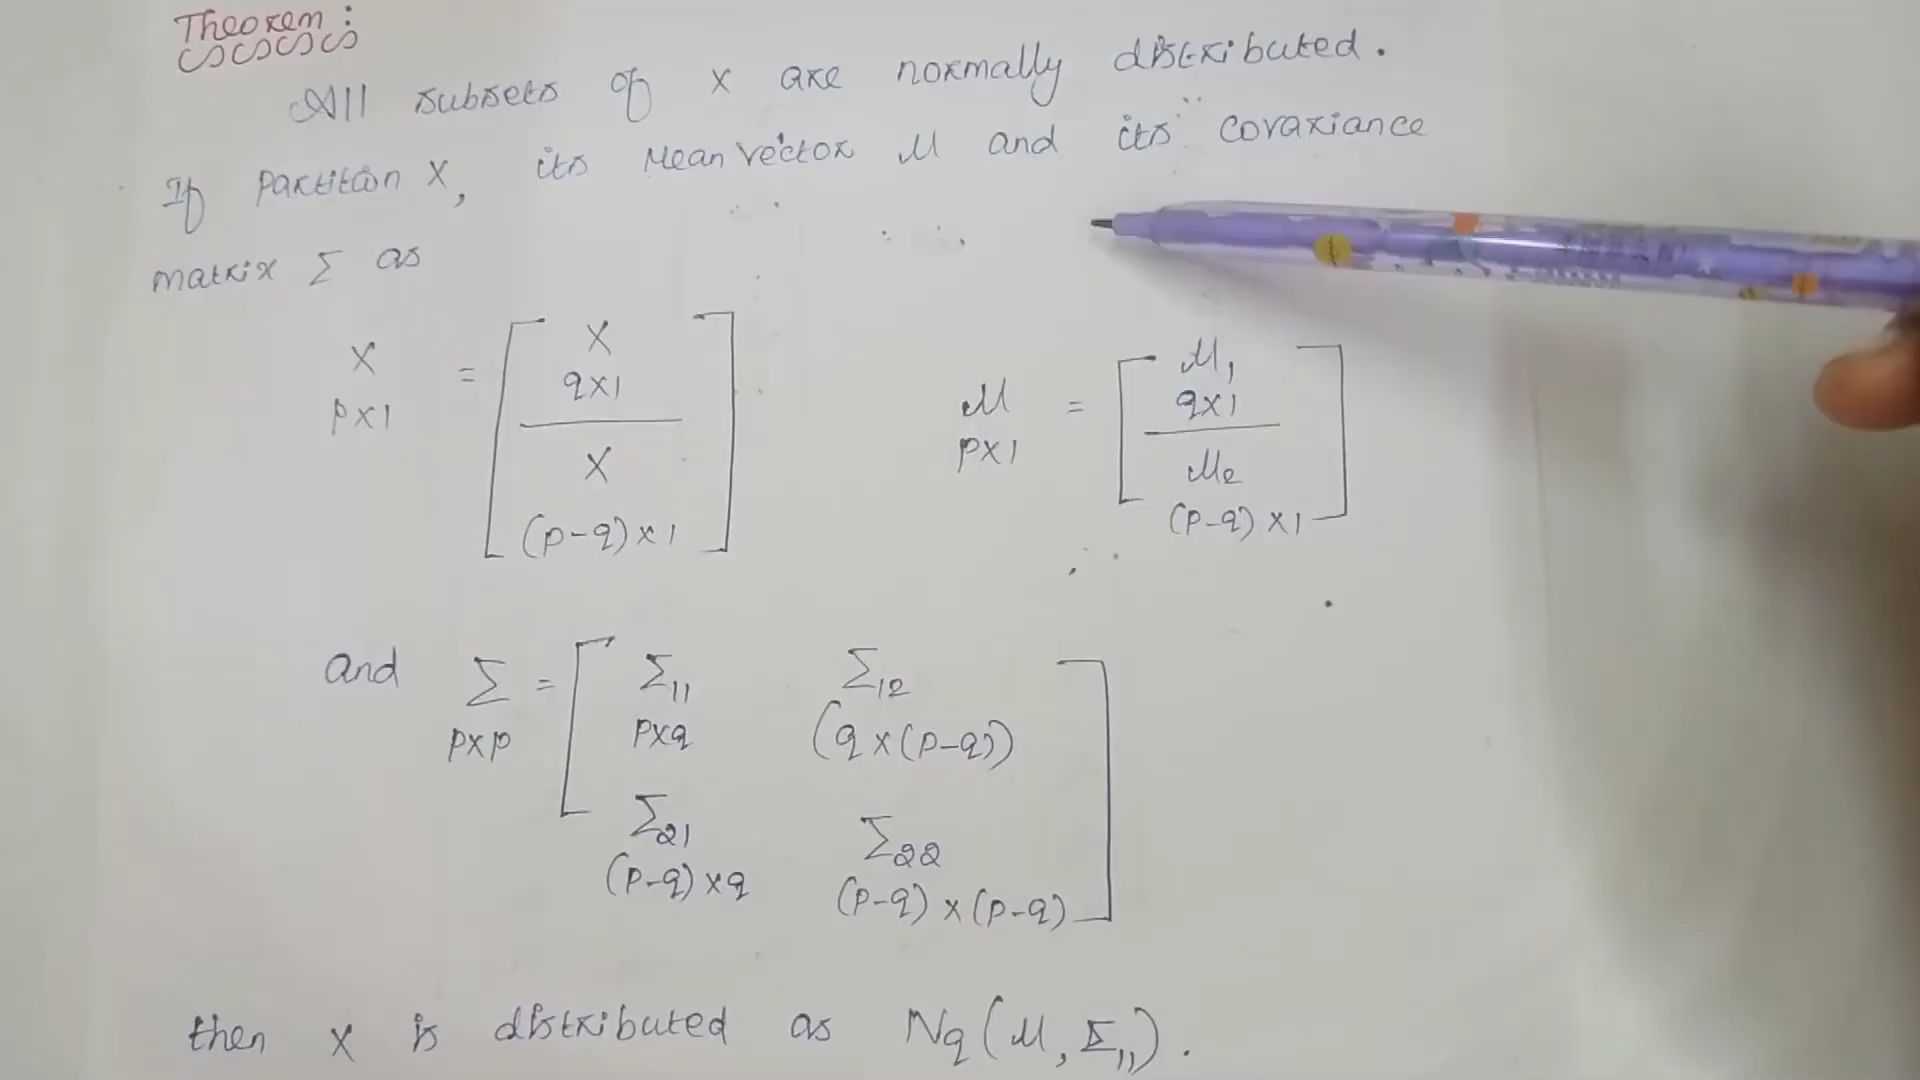 Theorem:
All subsets of X are normally distributed.
If Partition X, its Mean vector μ and its covariance
matrix Σ as
X = [ X
p×1 q×1
X
(p-q)×1 ]
μ = [ μ1
p×1 q×1
μ2
(p-q)×1 ]
and Σ = [ Σ11 Σ12
p×p p×q (q×(p-q))
Σ21 Σ22
(p-q)×q (p-q)×(p-q) ]
then X is distributed as Nq(μ, Σ11).